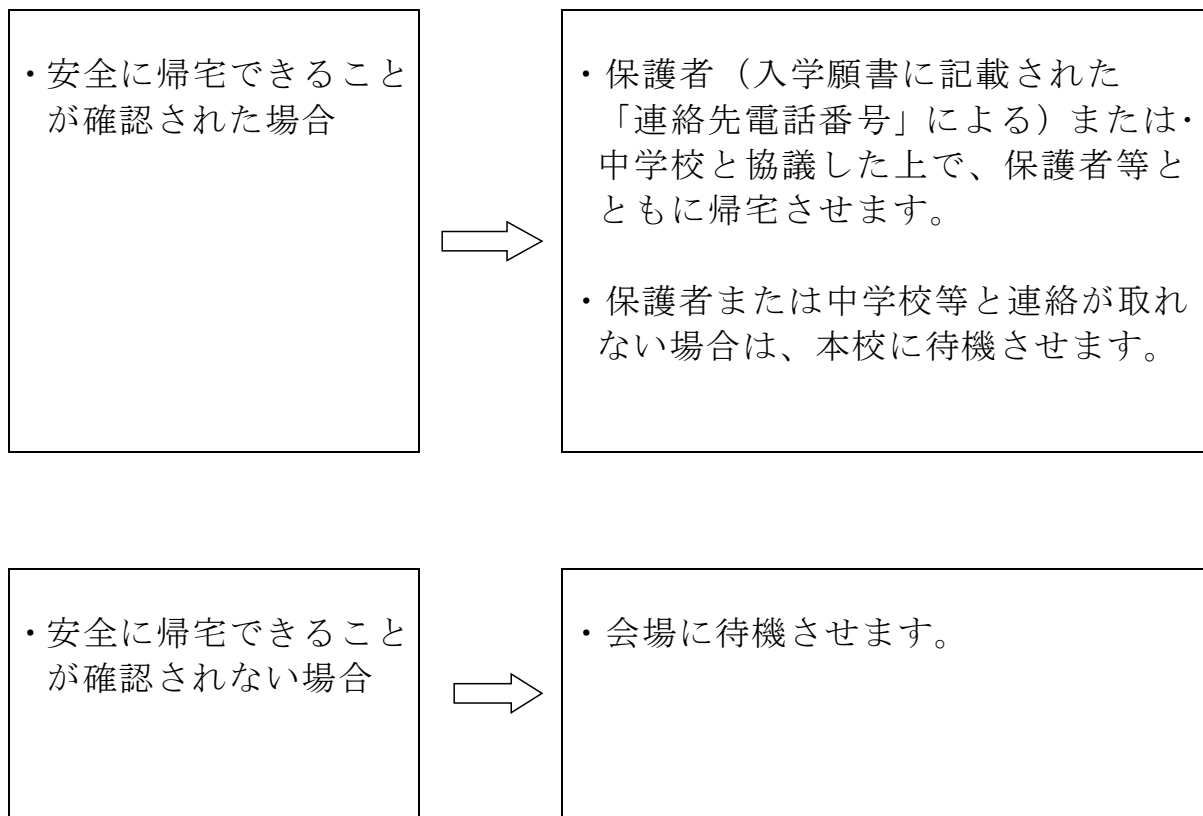 ・安全に帰宅できること
が確認された場合
・保護者（入学願書に記載された
「連絡先電話番号」による）または・
中学校と協議した上で、保護者等と
ともに帰宅させます。
・保護者または中学校等と連絡が取れ
ない場合は、本校に待機させます。
・安全に帰宅できること
が確認されない場合
・会場に待機させます。